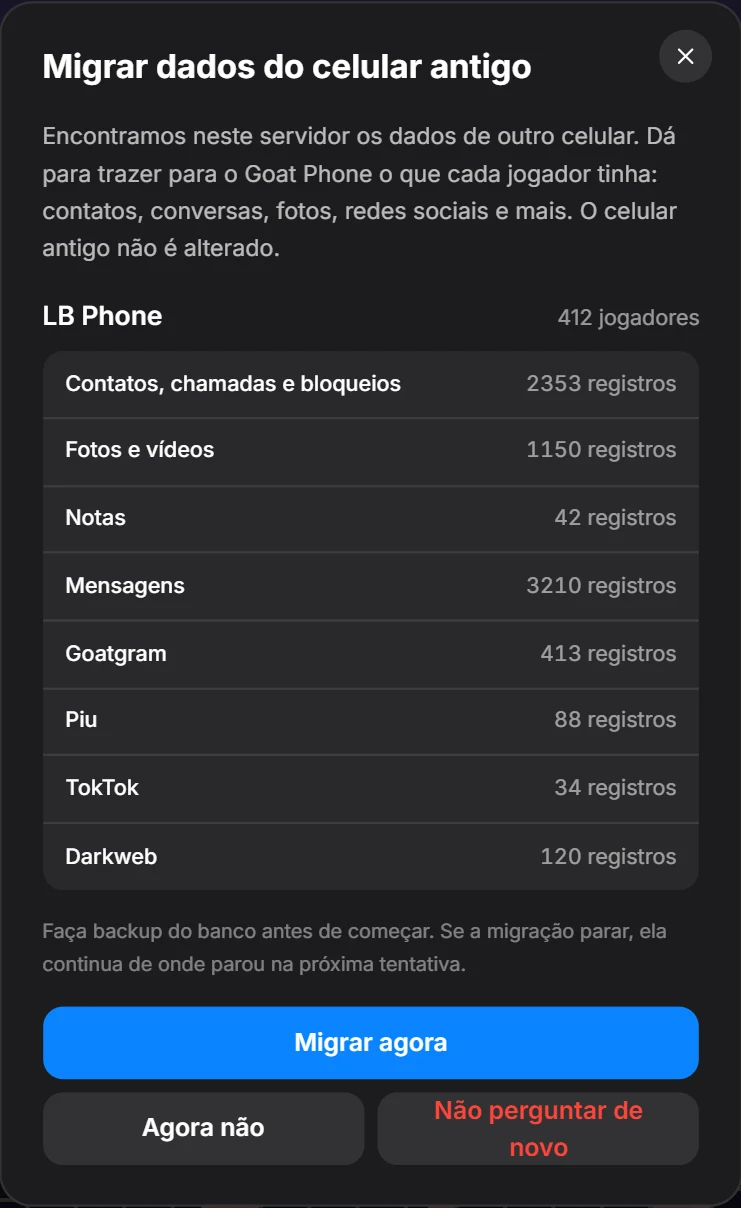 Migrar dados do celular antigo
Encontramos neste servidor os dados de outro celular. Dá
para trazer para o Goat Phone o que cada jogador tinha:
contatos, conversas, fotos, redes sociais e mais. O celular
antigo não é alterado.
LB Phone 412 jogadores
Contatos, chamadas e bloqueios 2353 registros
Fotos e vídeos 1150 registros
Notas 42 registros
Mensagens 3210 registros
Goatgram 413 registros
Piu 88 registros
TokTok 34 registros
Darkweb 120 registros
Faça backup do banco antes de começar. Se a migração parar, ela
continua de onde parou na próxima tentativa.
Migrar agora
Agora não
Não perguntar de
novo